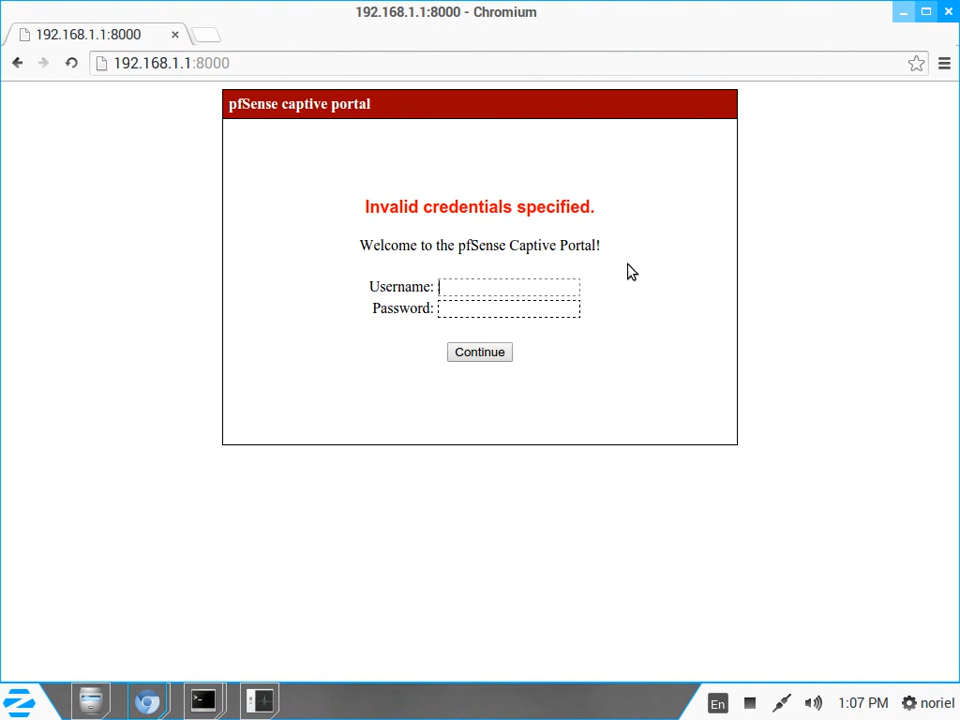 192.168.1.1:8000 - Chromium
192.168.1.1:8000
192.168.1.1:8000
pfSense captive portal
Invalid credentials specified.
Welcome to the pfSense Captive Portal!
Username:
Password:
Continue
En 1:07 PM noriel